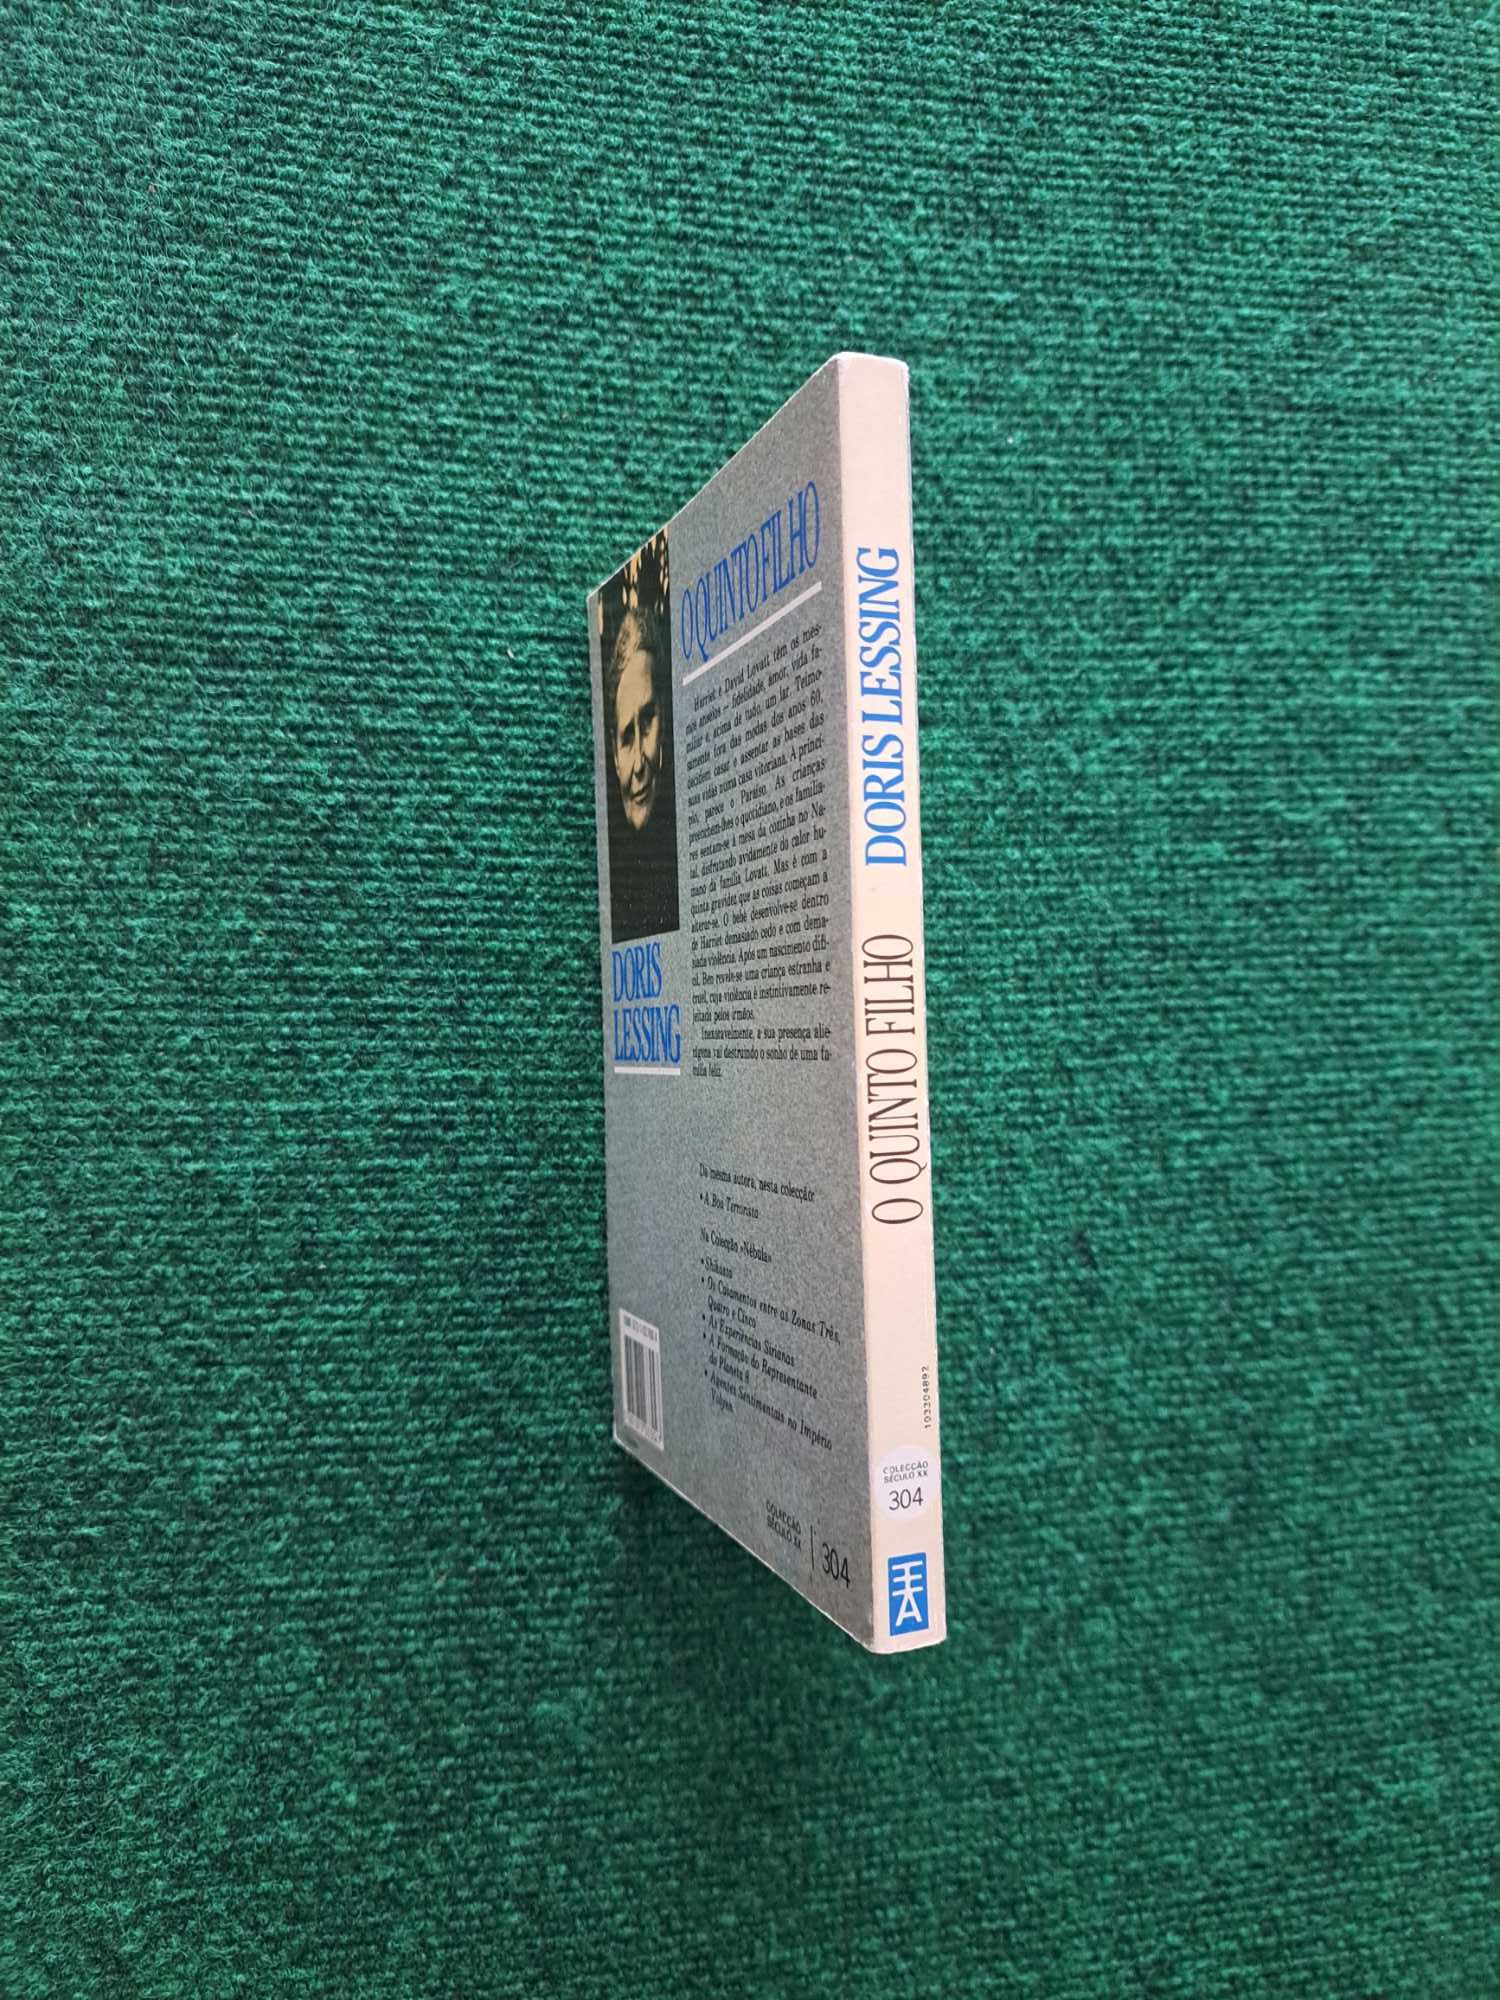 O QUINTO FILHO
Harriet e David Lovatt têm os mes-
mos anseios — fidelidade, amor, vida fa-
miliar e, acima de tudo, um lar. Teimo-
samente fora das modas dos anos 60,
decidem casar e assentar as bases das
suas vidas numa casa vitoriana. A princí-
pio, parece o Paraíso. As crianças
preenchem-lhes o quotidiano, e os familia-
res sentam-se à mesa da cozinha no Na-
tal, disfrutando avidamente do calor hu-
mano da família Lovatt. Mas é com a
quinta gravidez que as coisas começam a
alterar-se. O bebé desenvolve-se dentro
de Harriet demasiado cedo e com dema-
siada violência. Após um nascimento difí-
cil, Ben revela-se uma criança estranha e
cruel, cuja violência é instintivamente re-
jeitada pelos irmãos.
Inexoravelmente, a sua presença alie-
nígena vai destruindo o sonho de uma fa-
mília feliz.
DORIS
LESSING
Da mesma autora, nesta colecção:
• A Boa Terrorista
Na Colecção «Nébula»
• Shikasta
• Os Casamentos entre as Zonas Três,
Quatro e Cinco
• As Experiências Sirianas
• A Formação do Representante
do Planeta 8
• Agentes Sentimentais no Império
Volyen
COLECÇÃO
SÉCULO XX
304
DORIS LESSING
O QUINTO FILHO
103304892
COLECÇÃO
SÉCULO XX
304